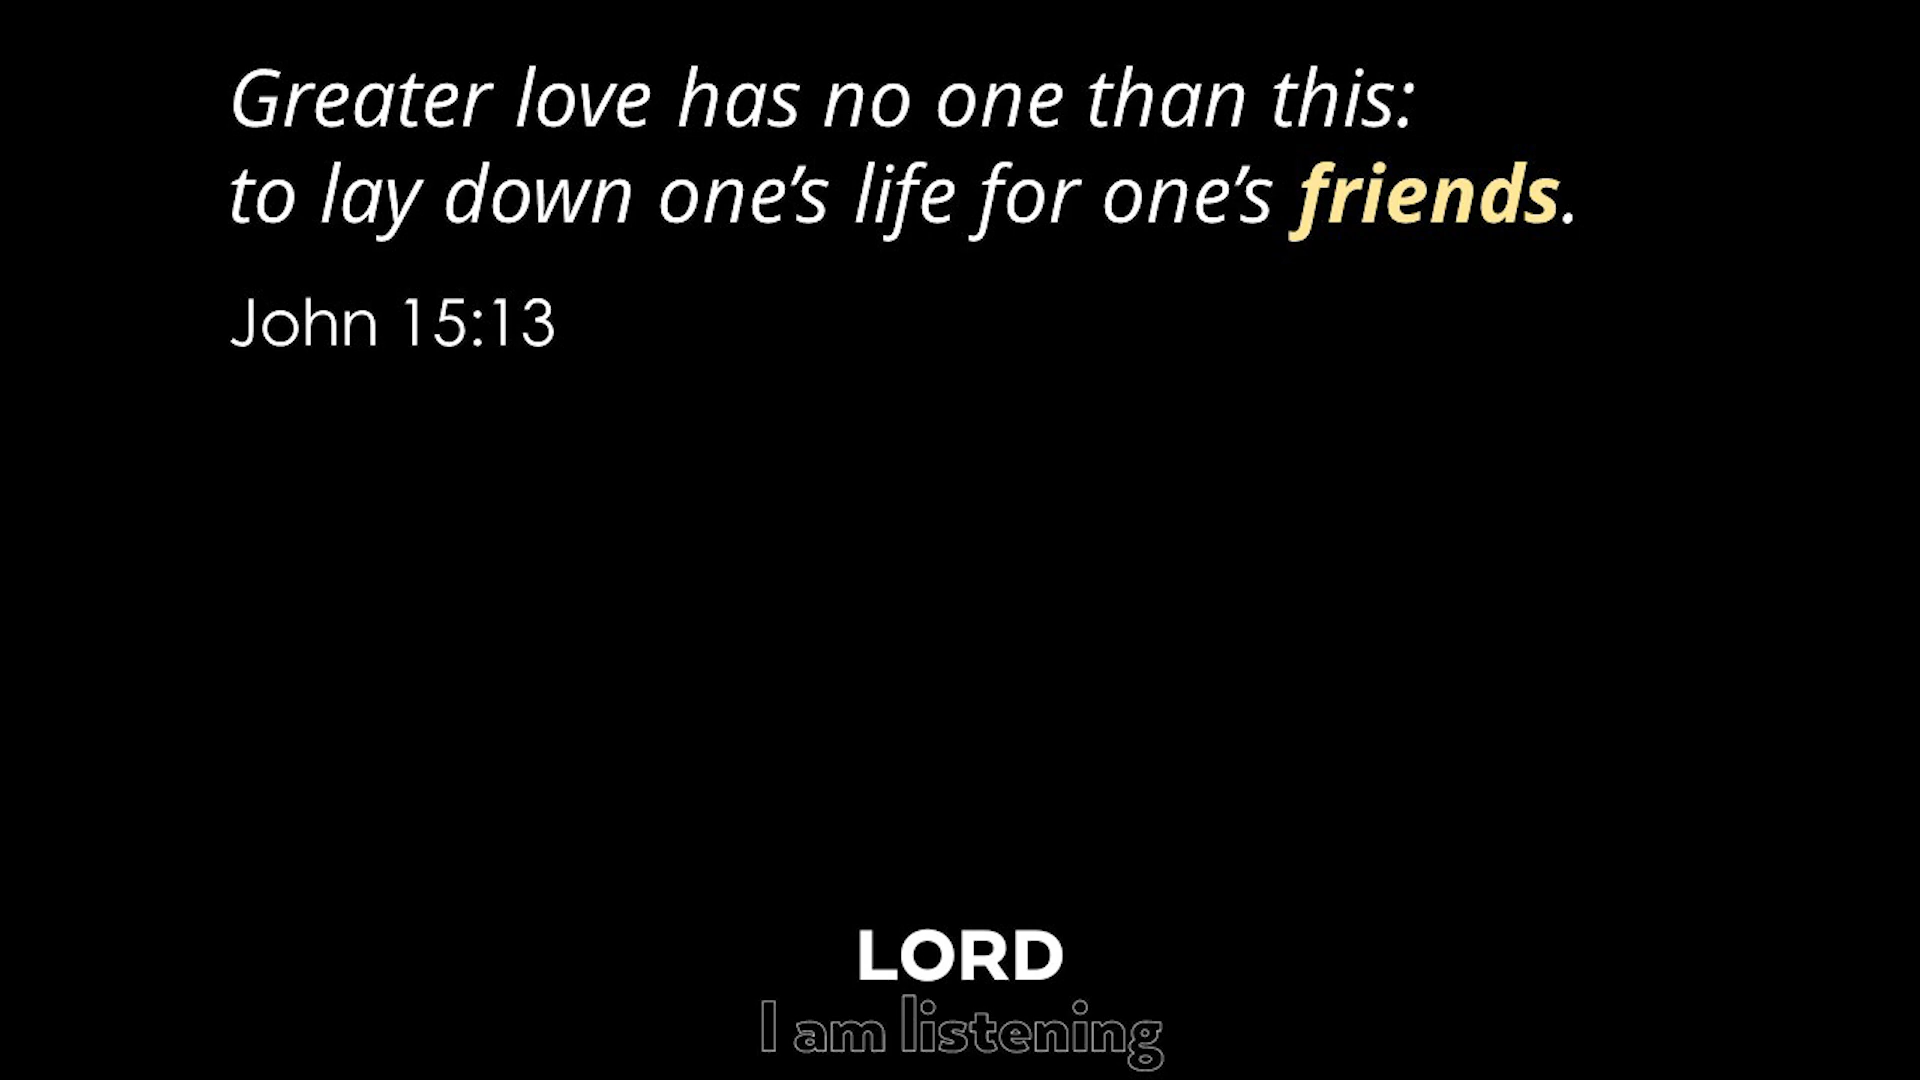 Greater love has no one than this:
to lay down one’s life for one’s friends.
John 15:13
LORD
I am listening